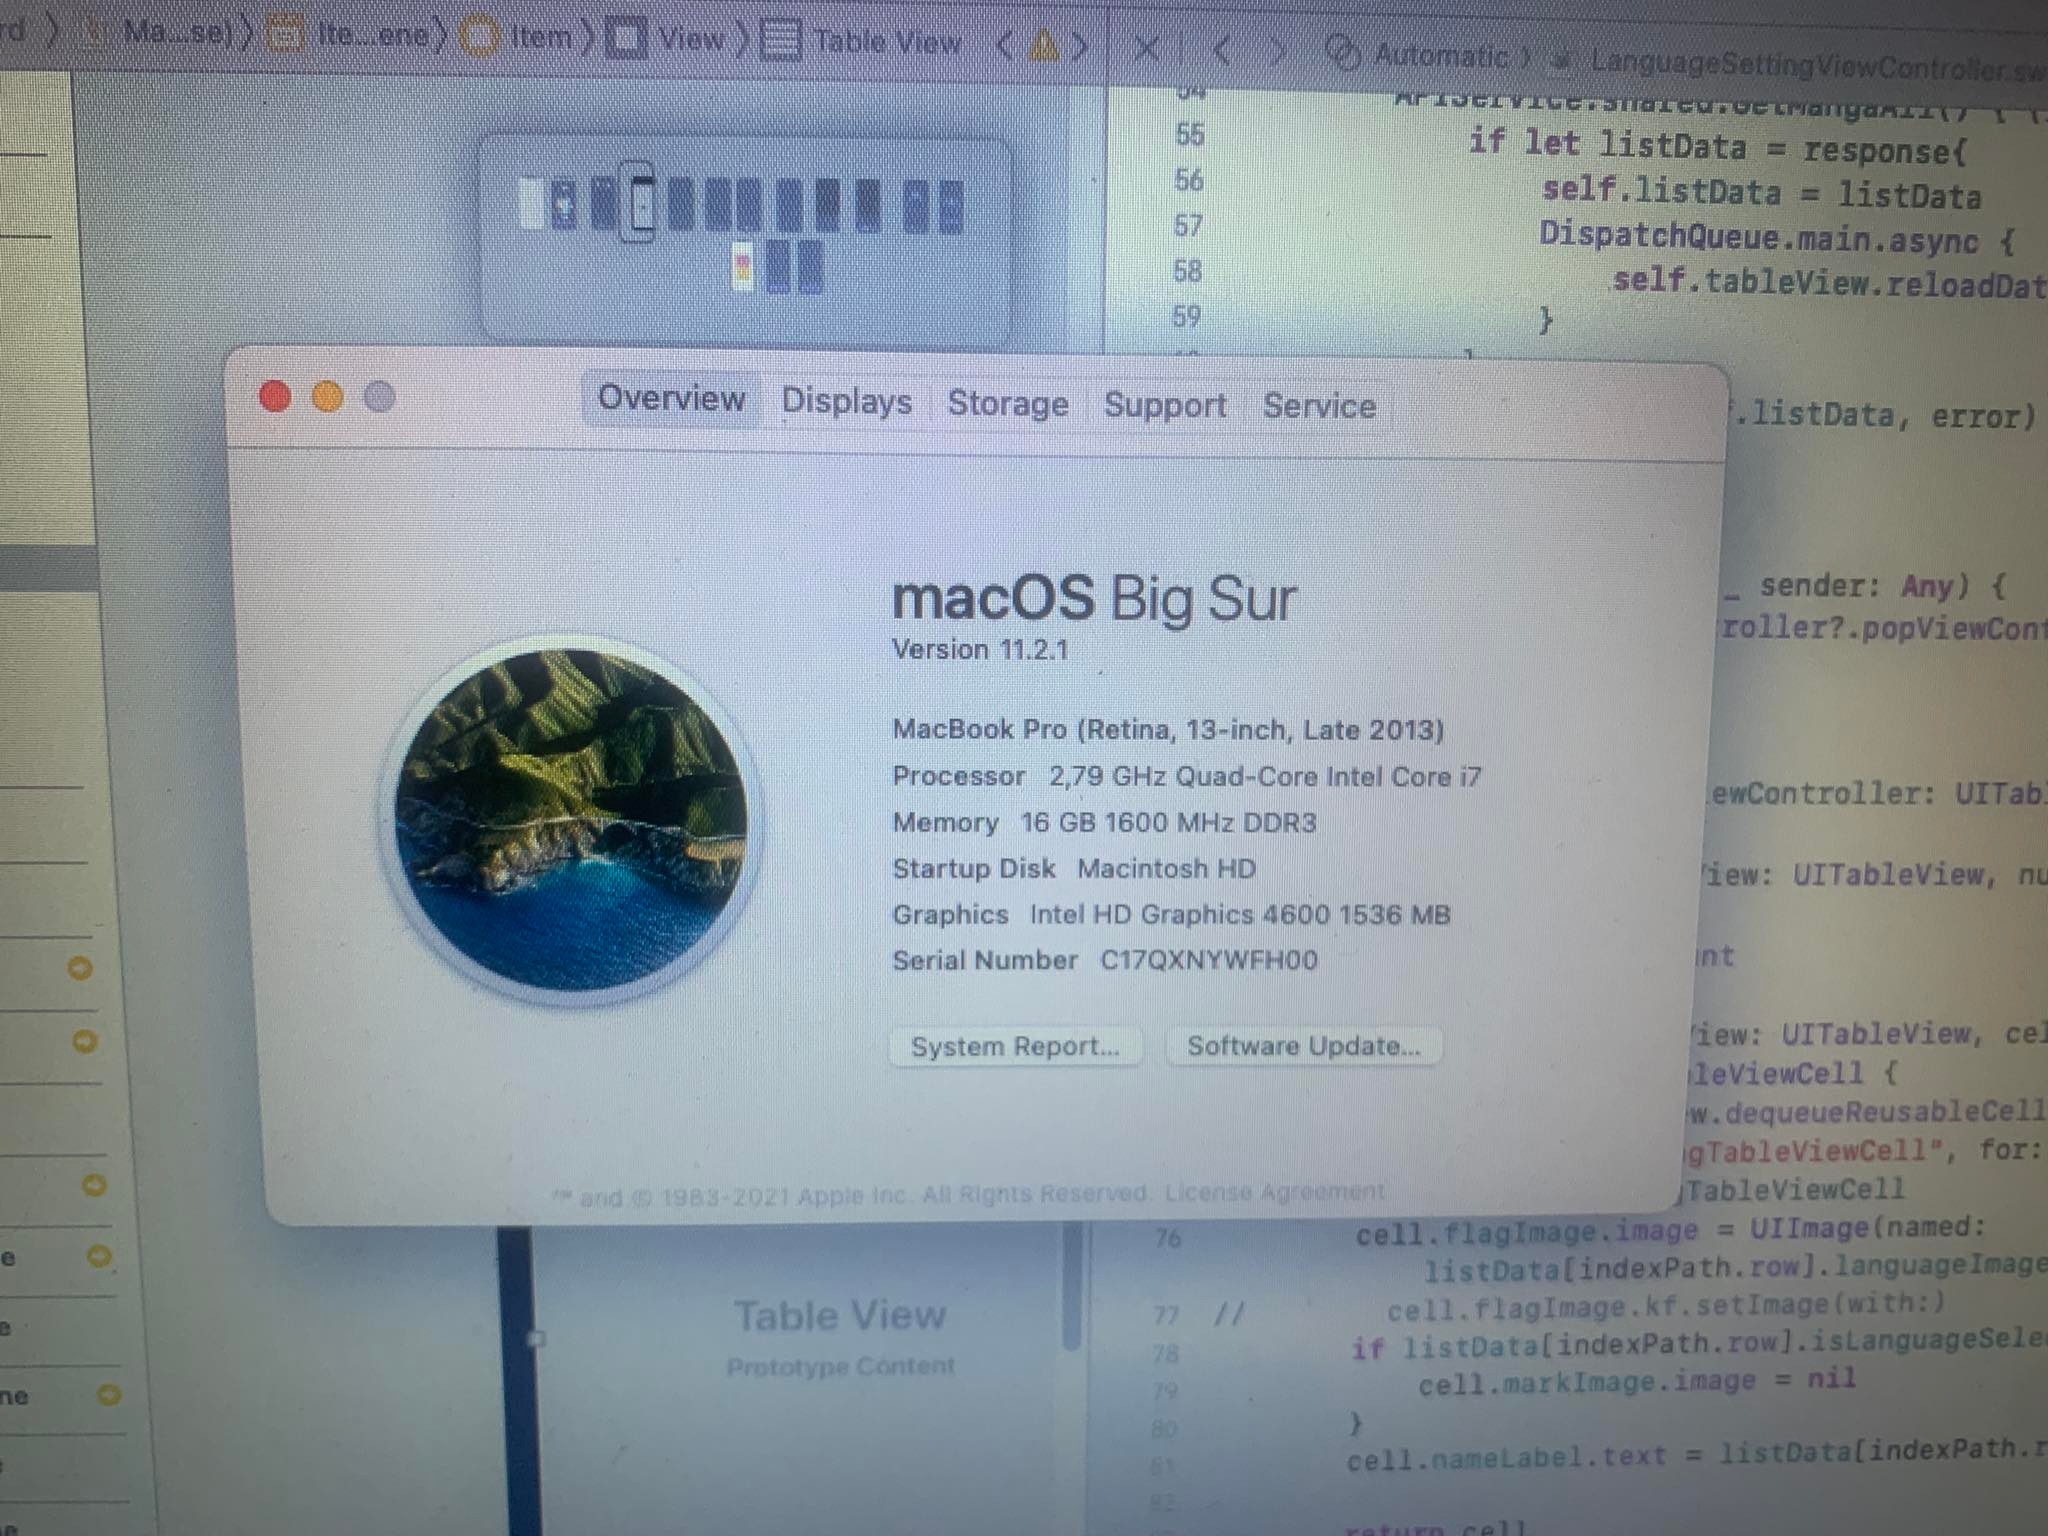 Ma...se) Ite...ene) Item View Table View
Automatic LanguageSettingViewController.sw
55 if let listData = response{
56 self.listData = listData
57 DispatchQueue.main.async {
58 self.tableView.reloadDat
59 }
Overview Displays Storage Support Service
.listData, error)
macOS Big Sur
Version 11.2.1
_ sender: Any) {
roller?.popViewCont
MacBook Pro (Retina, 13-inch, Late 2013)
Processor 2,79 GHz Quad-Core Intel Core i7
ewController: UITab
Memory 16 GB 1600 MHz DDR3
Startup Disk Macintosh HD
iew: UITableView, nu
Graphics Intel HD Graphics 4600 1536 MB
Serial Number C17QXNYWFH00
nt
System Report... Software Update...
iew: UITableView, cel
leViewCell {
w.dequeueReusableCell
gTableViewCell", for:
TableViewCell
™ and © 1983-2021 Apple Inc. All Rights Reserved. License Agreement
76 cell.flagImage.image = UIImage(named:
listData[indexPath.row].languageImage
77 // cell.flagImage.kf.setImage(with:)
78 if listData[indexPath.row].isLanguageSele
79 cell.markImage.image = nil
80 }
81 cell.nameLabel.text = listData[indexPath.r
82
return cell
Table View
Prototype Content